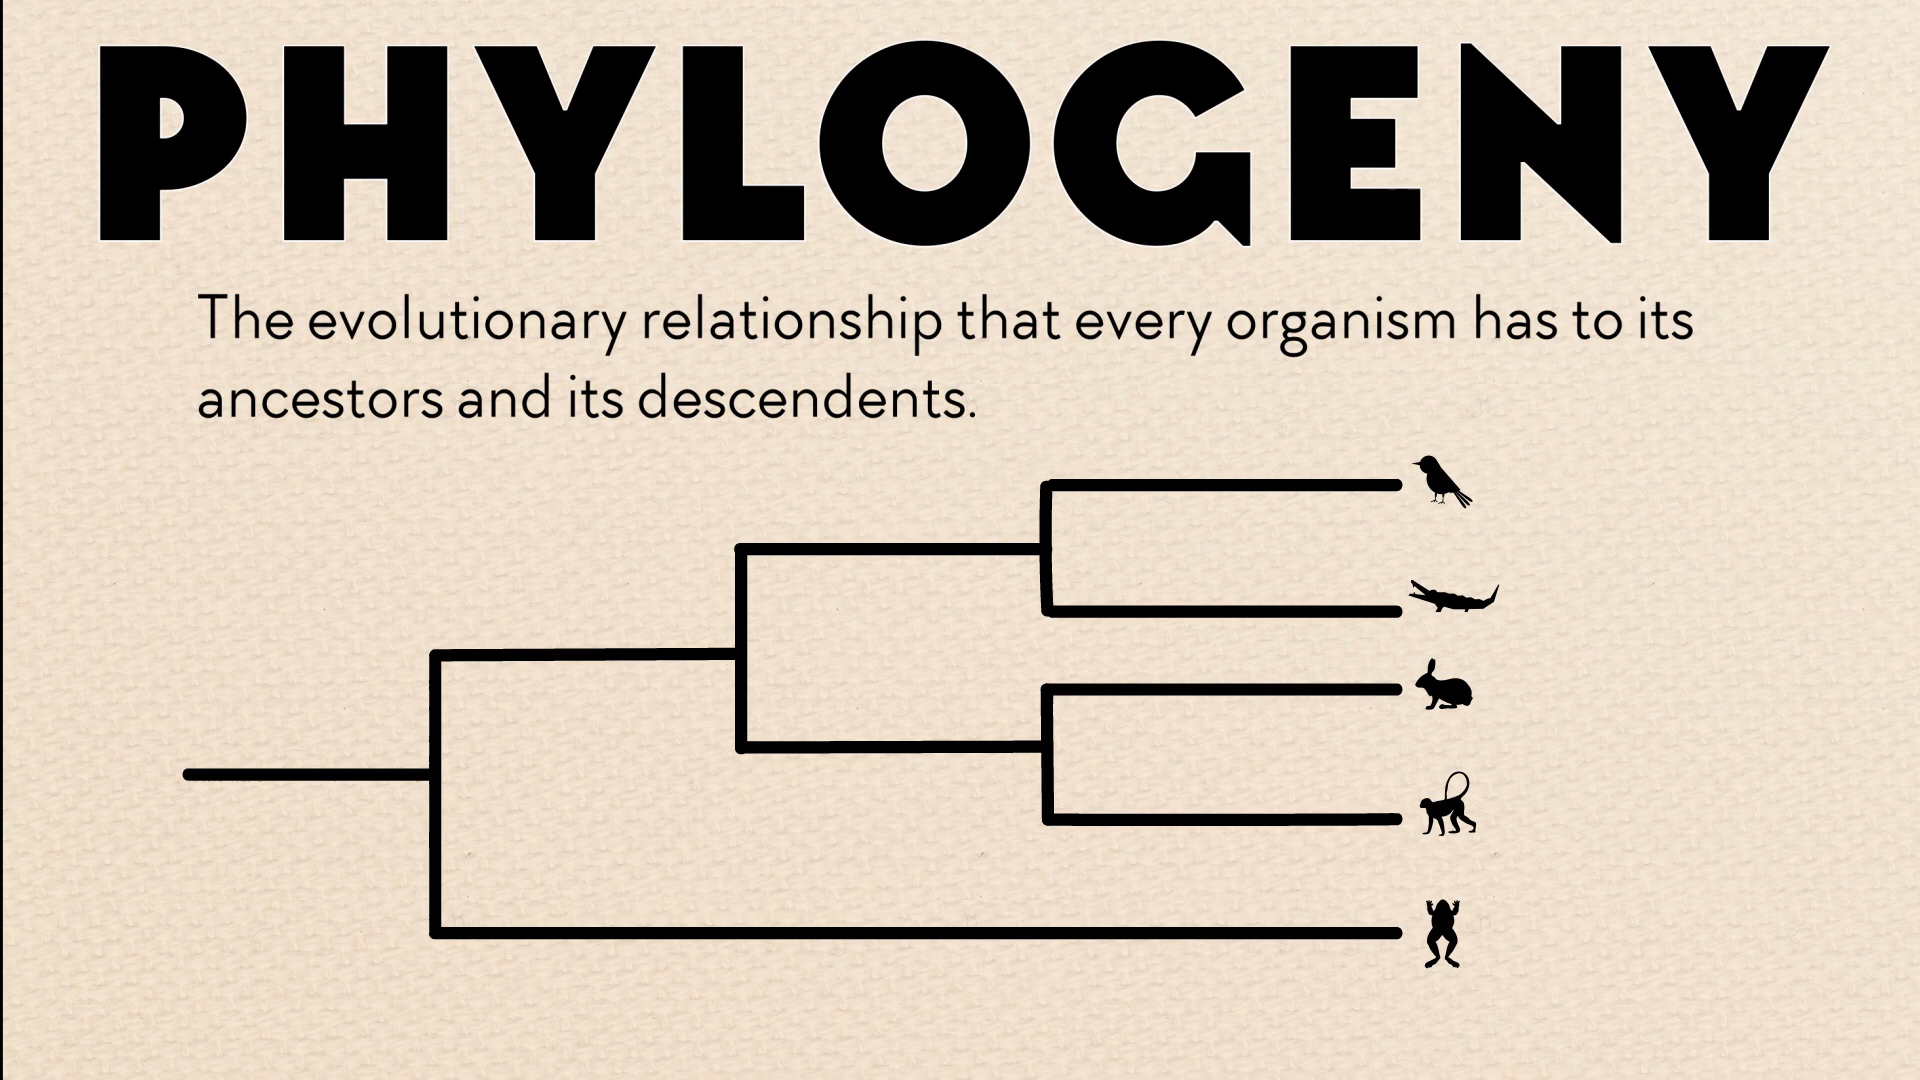 PHYLOGENY
The evolutionary relationship that every organism has to its
ancestors and its descendents.